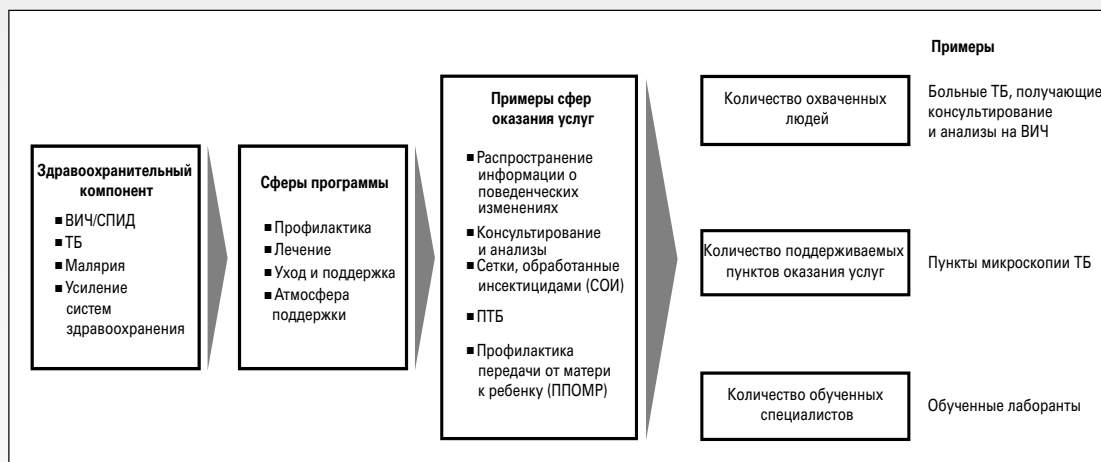 Здравоохранительный
компонент
■ ВИЧ/СПИД
■ ТБ
■ Малярия
■ Усиление
систем
здравоохранения
Сферы программы
■ Профилактика
■ Лечение
■ Уход и поддержка
■ Атмосфера
поддержки
Примеры сфер
оказания услуг
■ Распространение
информации о
поведенческих
изменениях
■ Консультирование
и анализы
■ Сетки, обработанные
инсектицидами (СОИ)
■ ПТБ
■ Профилактика
передачи от матери
к ребенку (ППОМР)
Количество охваченных
людей
Количество поддерживаемых
пунктов оказания услуг
Количество обученных
специалистов
Примеры
Больные ТБ, получающие
консультирование
и анализы на ВИЧ
Пункты микроскопии ТБ
Обученные лаборанты